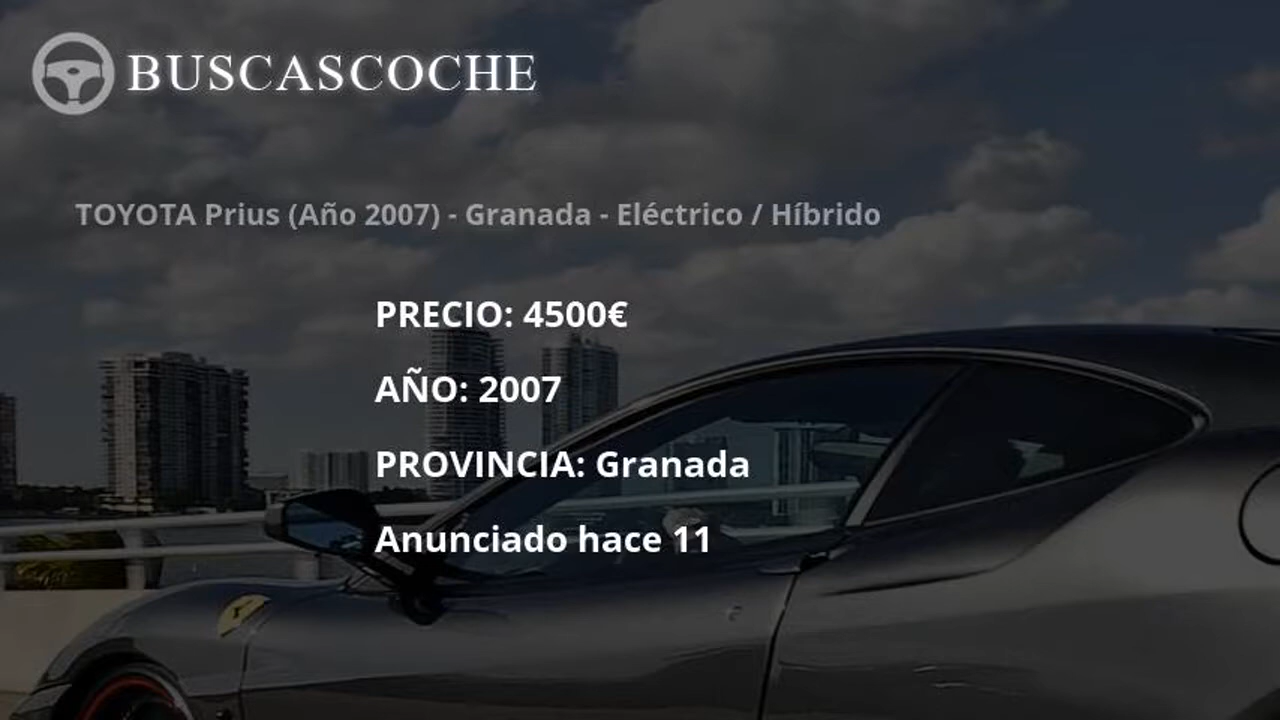 BUSCASCOCHE
TOYOTA Prius (Año 2007) - Granada - Eléctrico / Híbrido
PRECIO: 4500€
AÑO: 2007
PROVINCIA: Granada
Anunciado hace 11